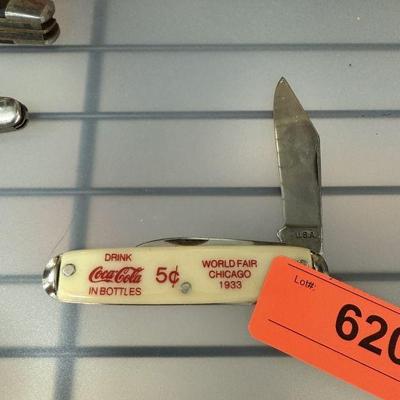 U.S.A.
DRINK
Coca-Cola
IN BOTTLES
5¢
WORLD FAIR
CHICAGO
1933
Lot#:
620